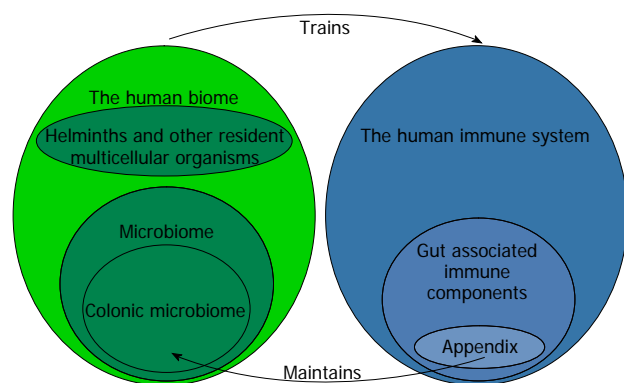 Trains
The human biome
Helminths and other resident
multicellular organisms
Microbiome
Colonic microbiome
The human immune system
Gut associated
immune
components
Appendix
Maintains